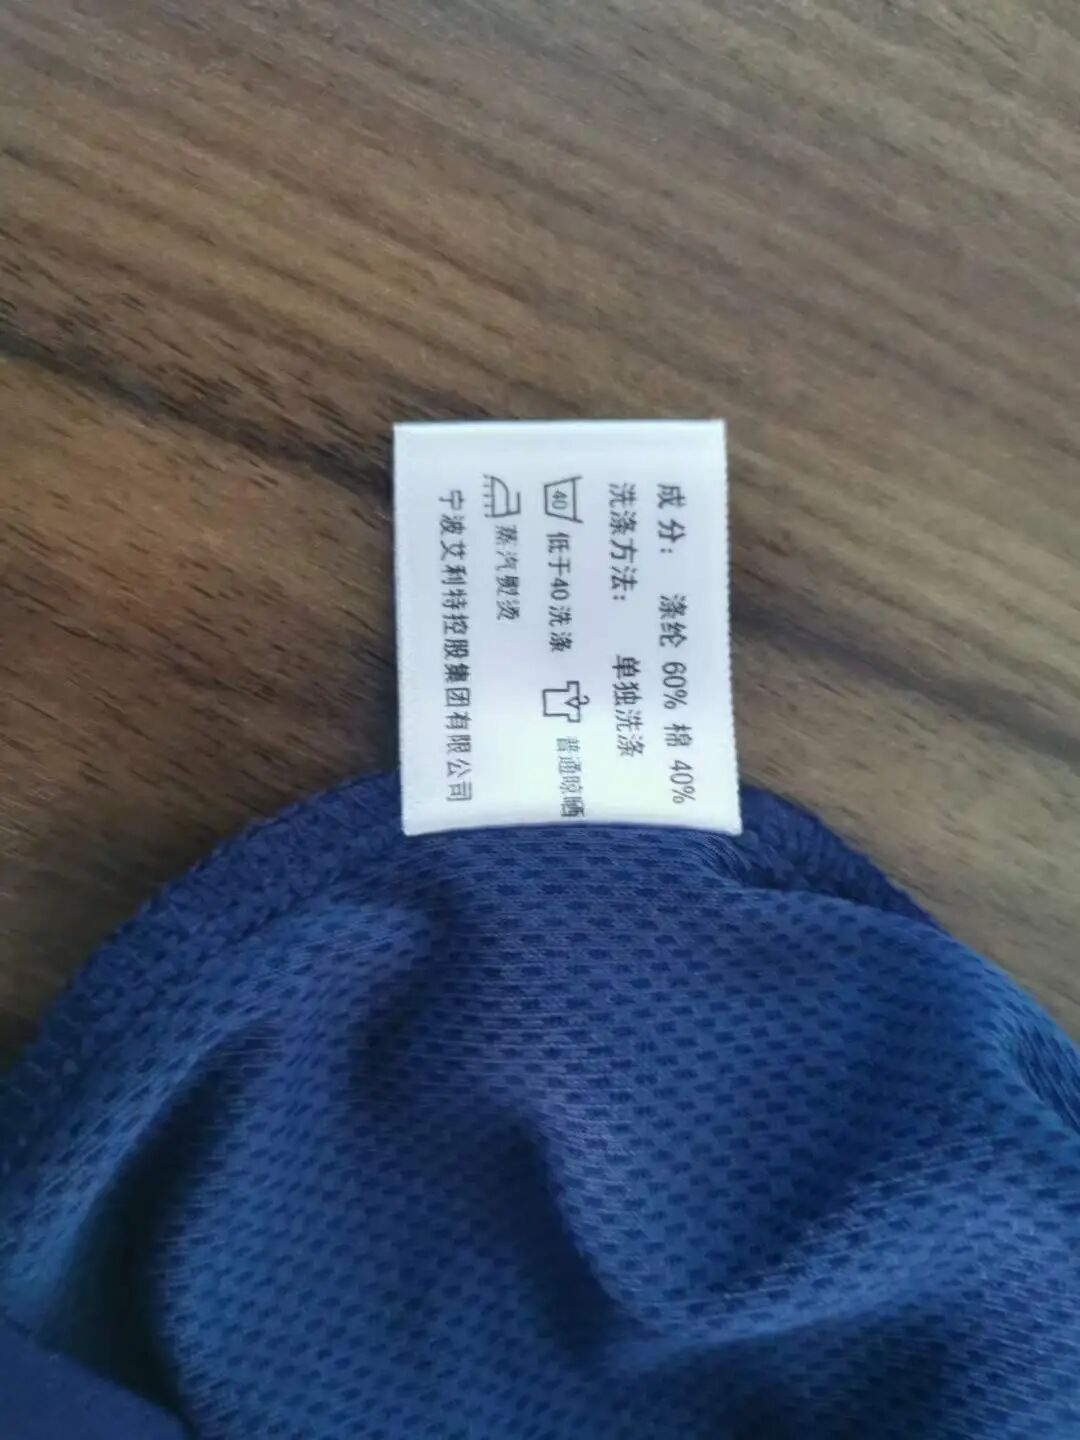 成分： 涤纶 60% 棉 40%
洗涤方法： 单独洗涤
40 低于40洗涤 普通晾晒
蒸汽熨烫
宁波艾利特控股集团有限公司